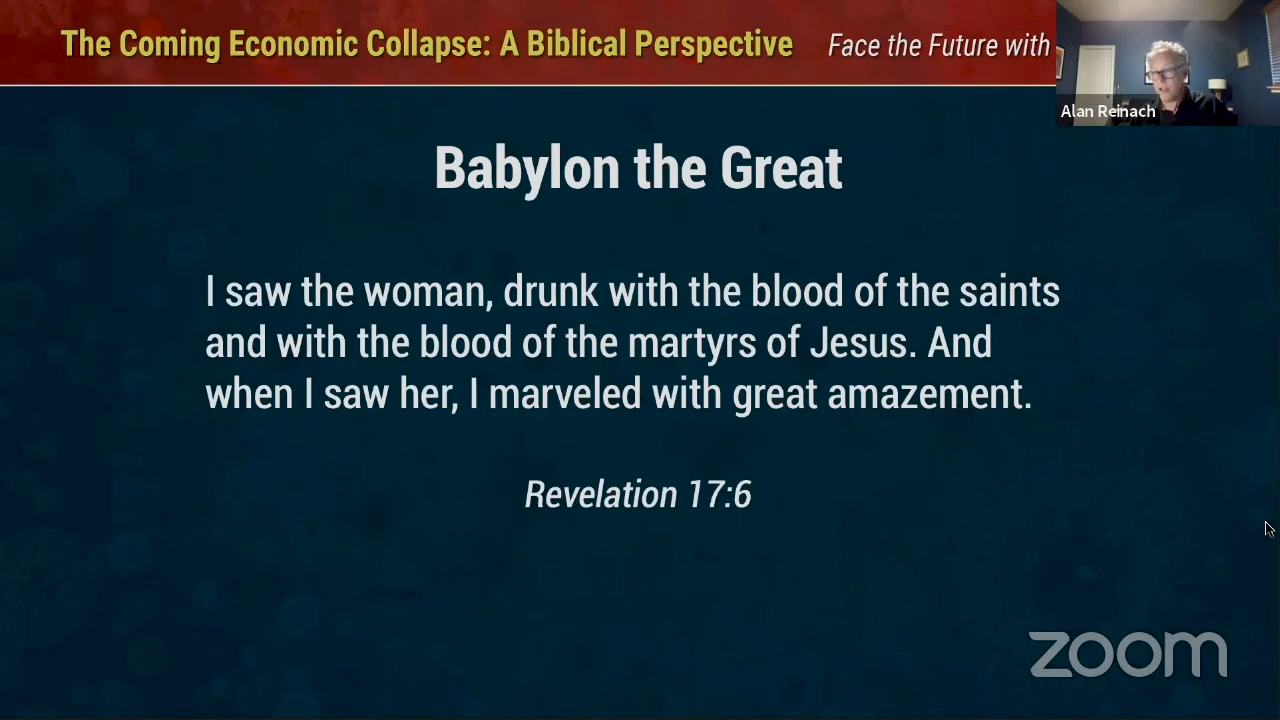 The Coming Economic Collapse: A Biblical Perspective Face the Future with
Alan Reinach
Babylon the Great
I saw the woman, drunk with the blood of the saints
and with the blood of the martyrs of Jesus. And
when I saw her, I marveled with great amazement.
Revelation 17:6
zoom